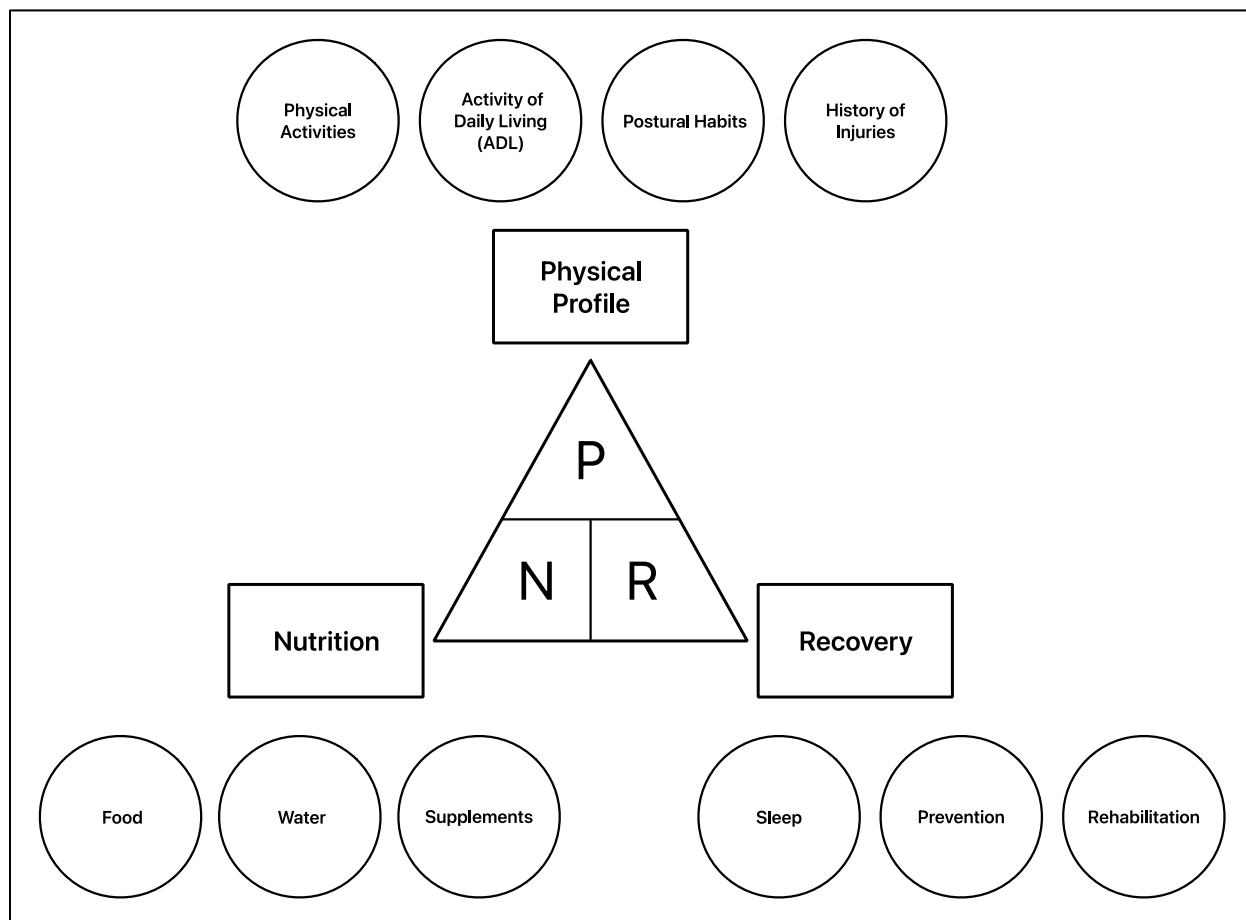 Physical
Activities
Activity of
Daily Living
(ADL)
Postural Habits
History of
Injuries
Physical
Profile
P
N
R
Nutrition
Recovery
Food
Water
Supplements
Sleep
Prevention
Rehabilitation